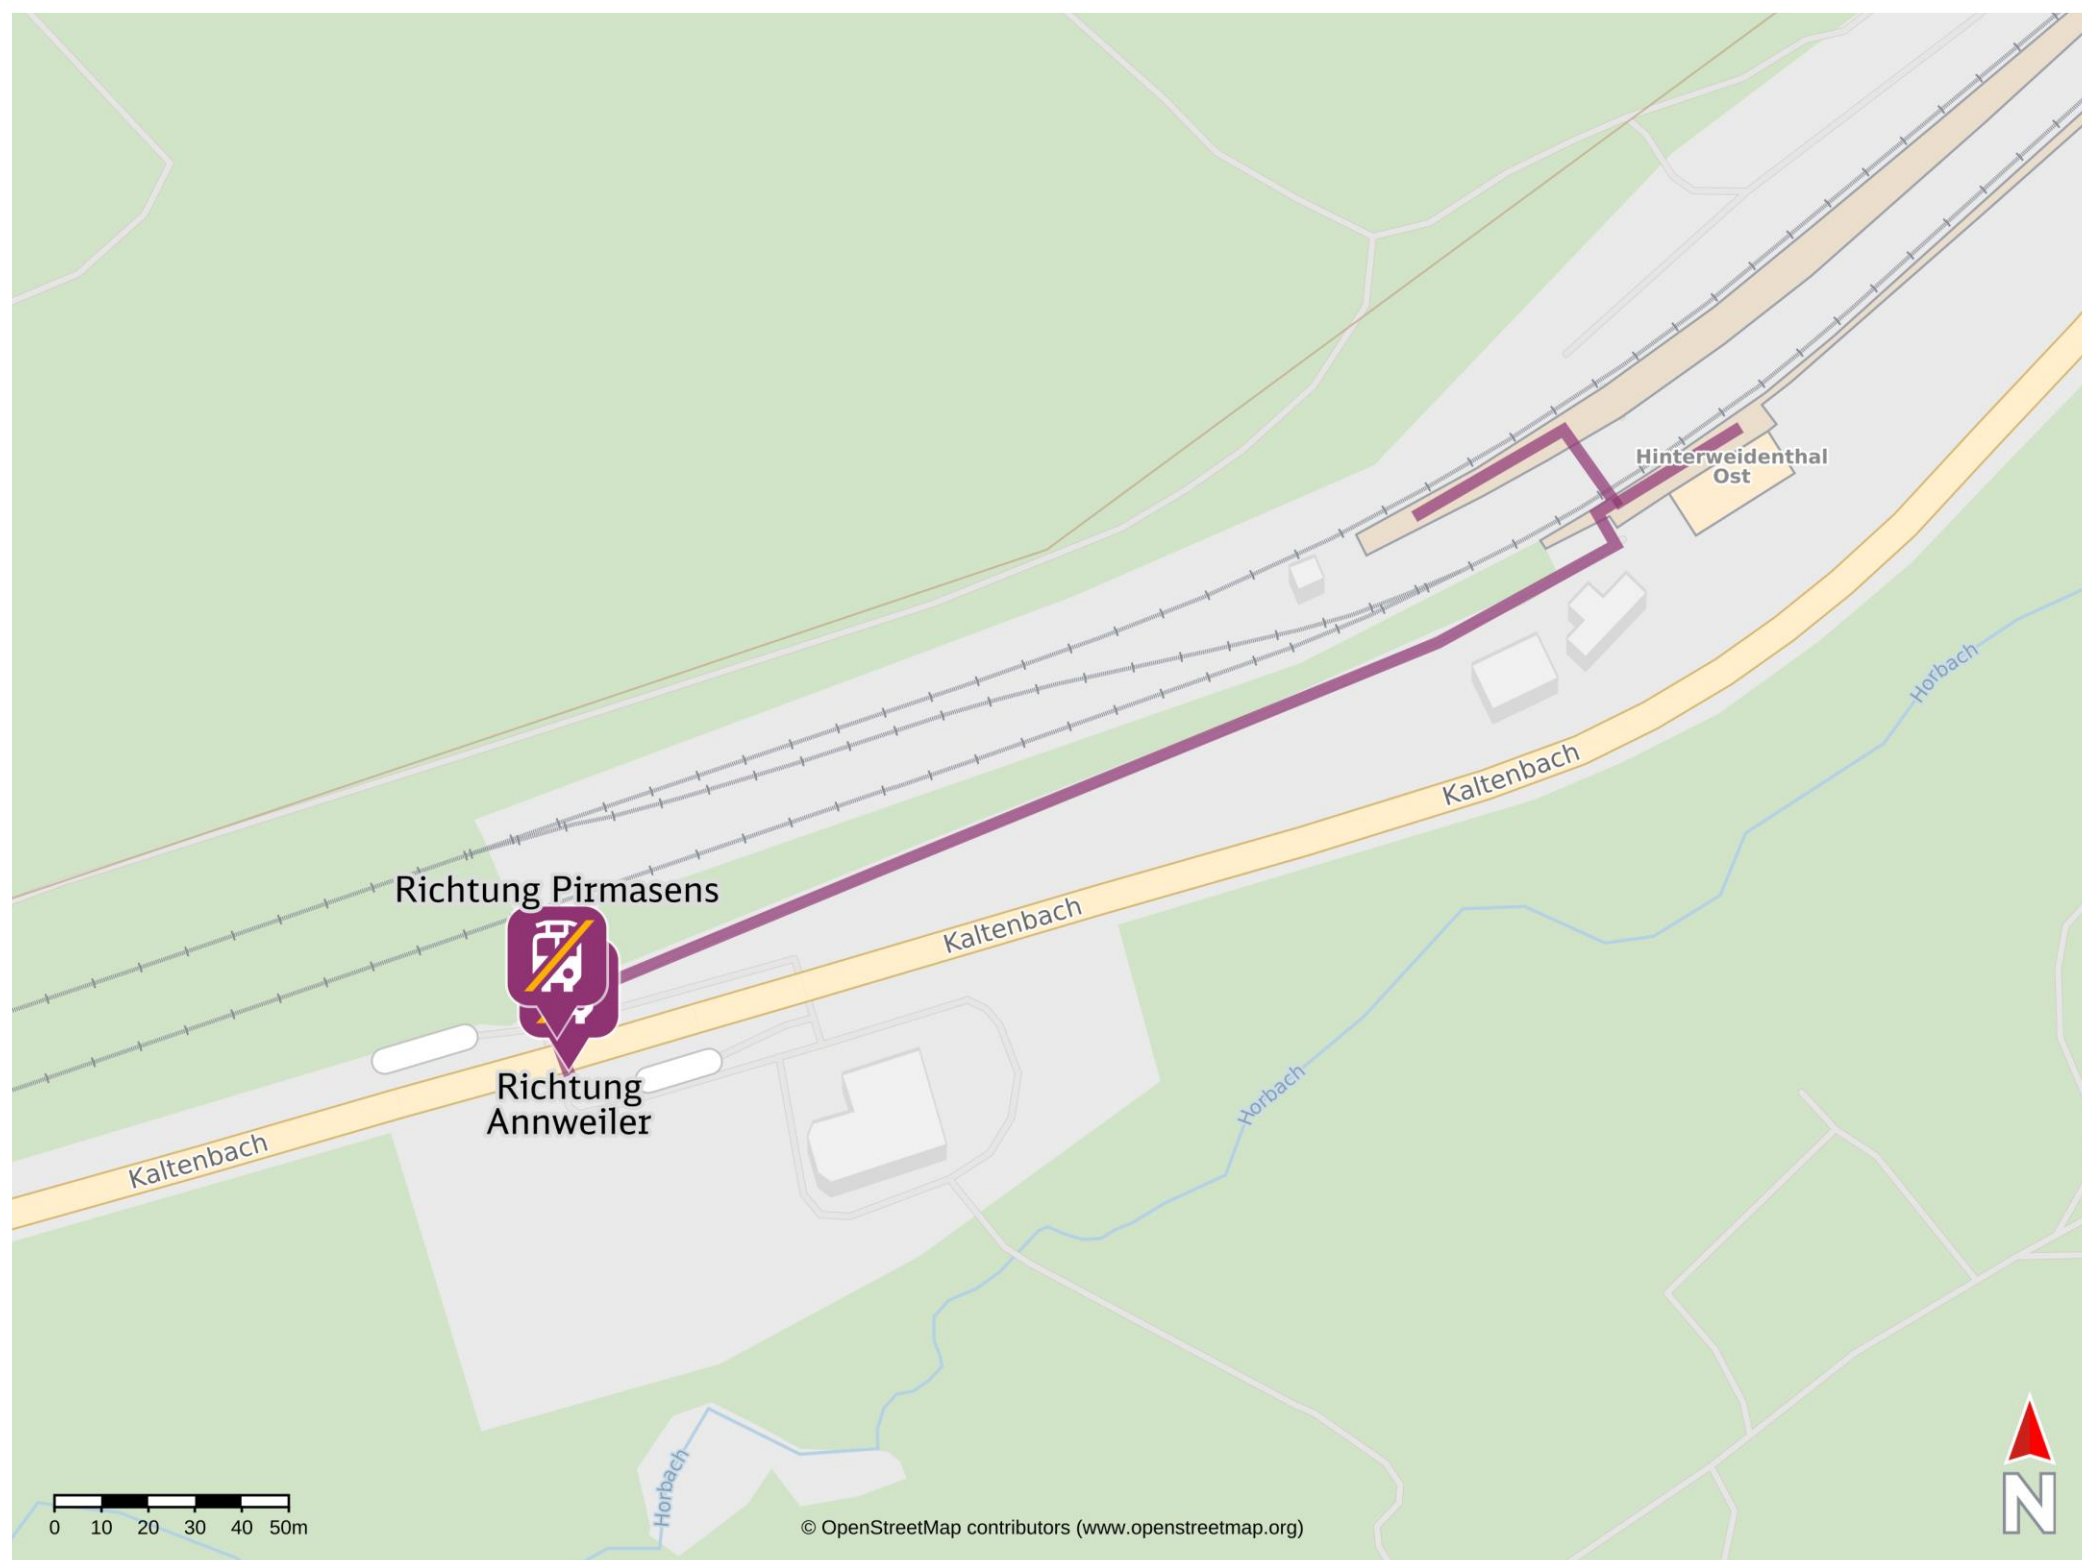 Hinterweidenthal
Ost
Horbach
Kaltenbach
Richtung Pirmasens
Kaltenbach
Horbach
Richtung
Annweiler
Kaltenbach
Horbach
0 10 20 30 40 50m
© OpenStreetMap contributors (www.openstreetmap.org)
N